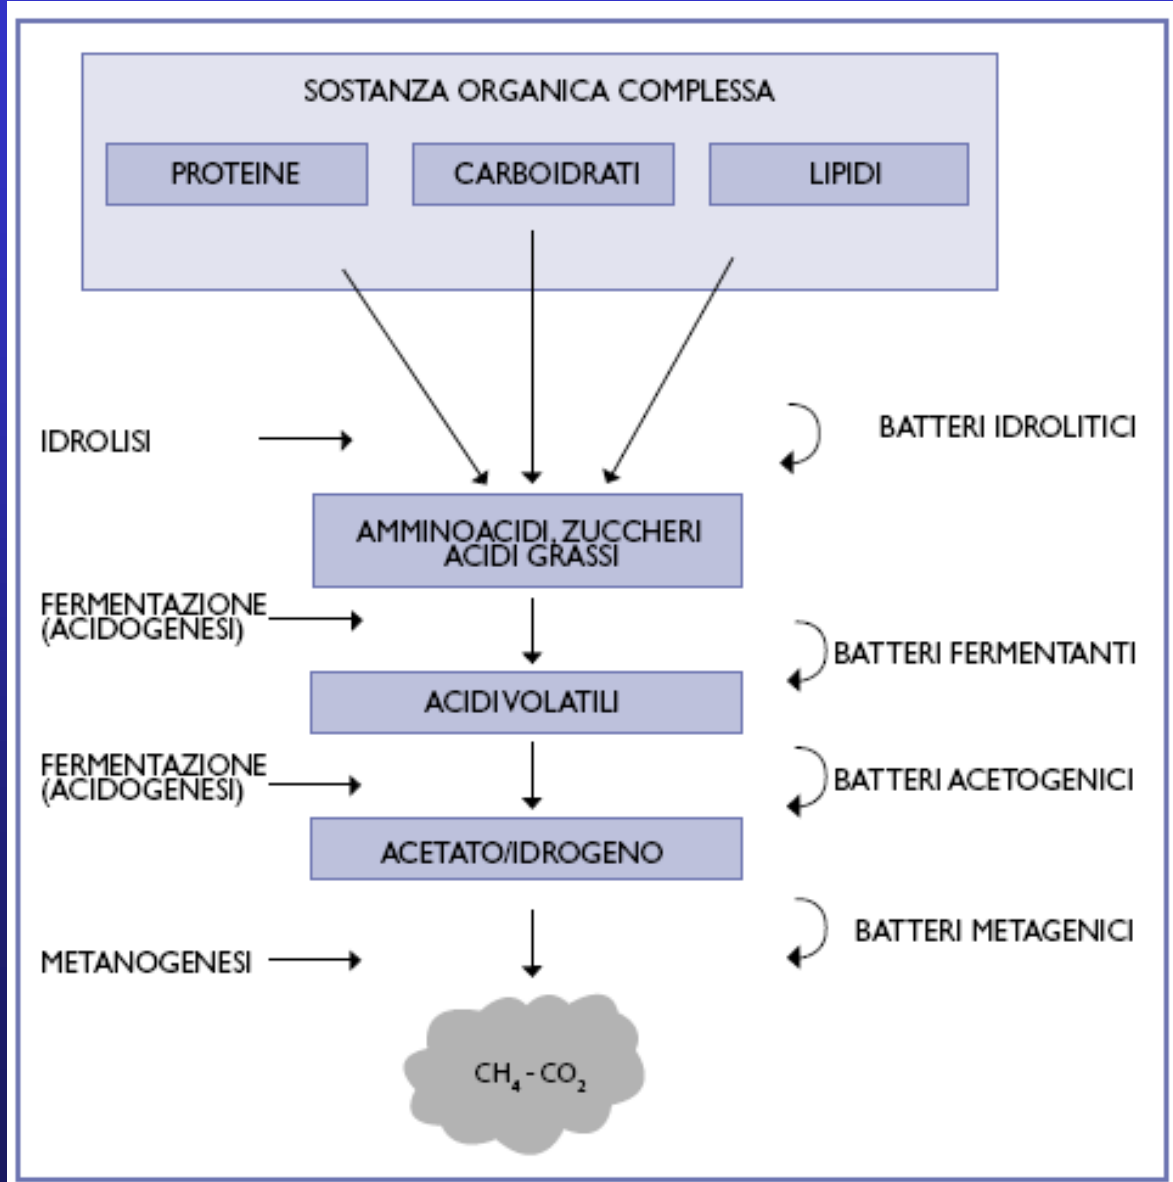 SOSTANZA ORGANICA COMPLESSA
PROTEINE
CARBOIDRATI
LIPIDI
IDROLISI
BATTERI IDROLITICI
AMMINOACIDI, ZUCCHERI
ACIDI GRASSI
FERMENTAZIONE
(ACIDOGENESI)
BATTERI FERMENTANTI
ACIDI VOLATILI
FERMENTAZIONE
(ACIDOGENESI)
BATTERI ACETOGENICI
ACETATO/IDROGENO
BATTERI METAGENICI
METANOGENESI
CH₄ - CO₂